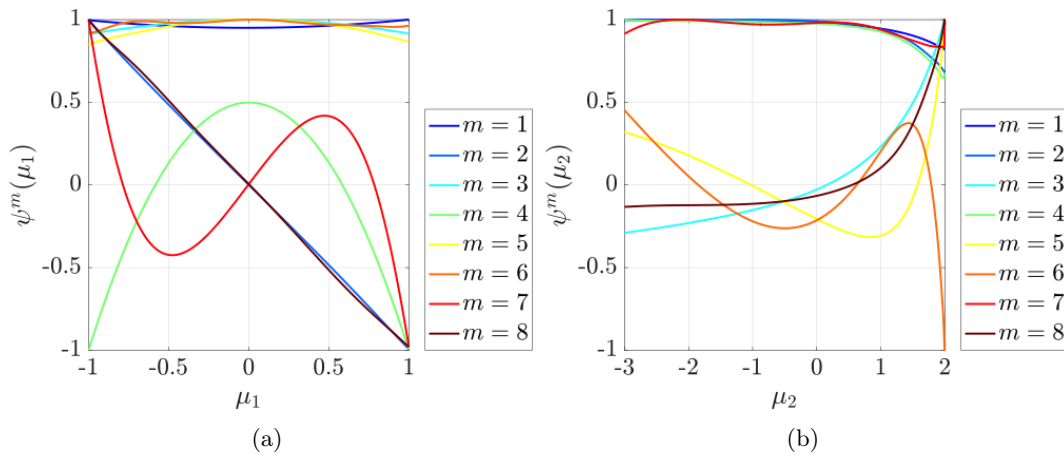 1
0.5
0
-0.5
-1
ψ^m(μ_1)
-1
-0.5
0
0.5
1
μ_1
m = 1
m = 2
m = 3
m = 4
m = 5
m = 6
m = 7
m = 8
(a)
1
0.5
0
-0.5
-1
ψ^m(μ_2)
-3
-2
-1
0
1
2
μ_2
m = 1
m = 2
m = 3
m = 4
m = 5
m = 6
m = 7
m = 8
(b)